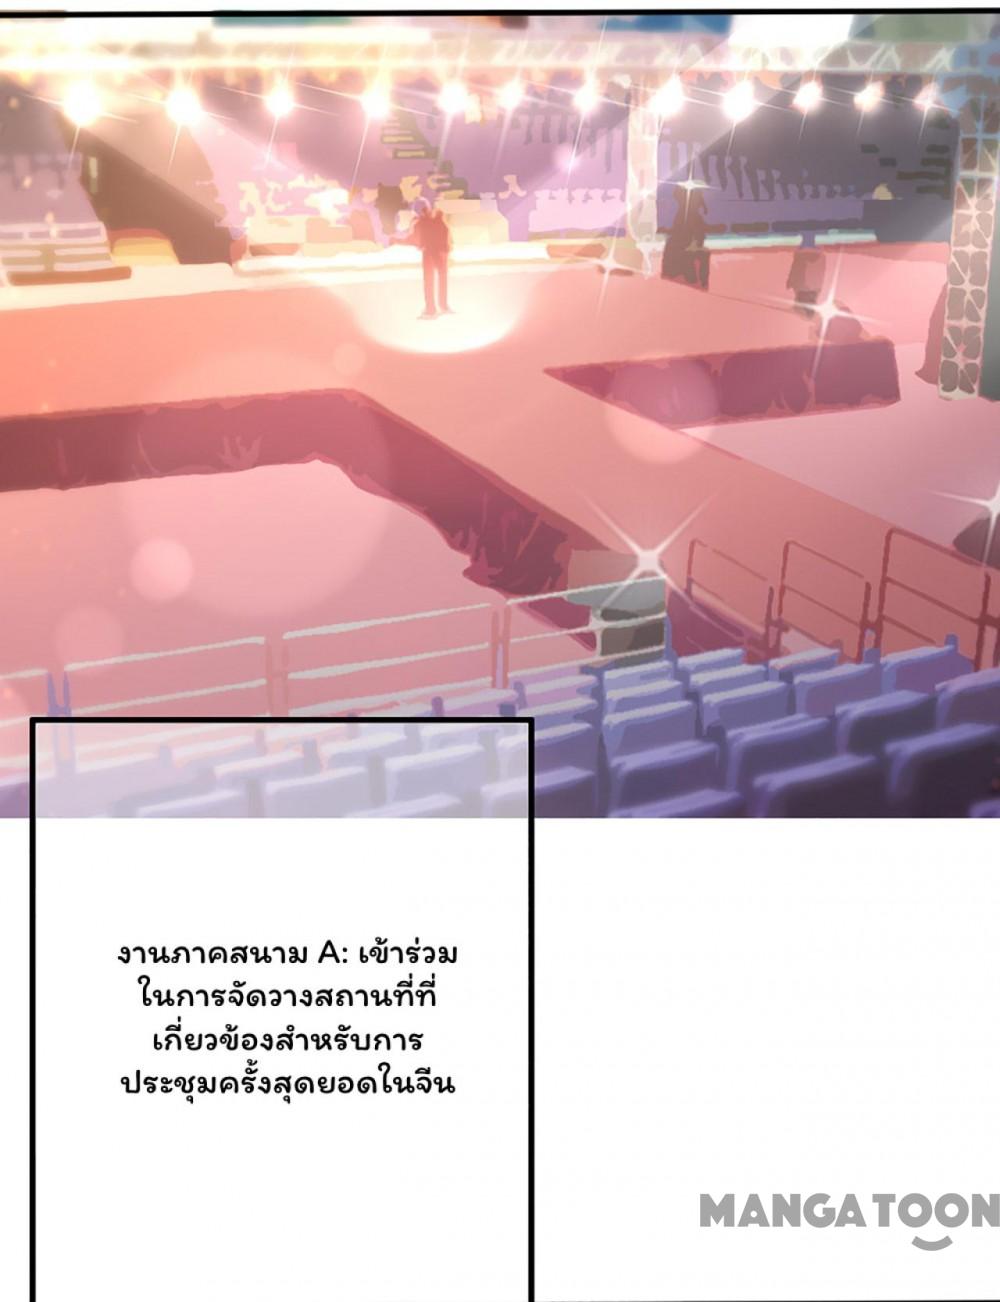 งานภาคสนาม A: เข้าร่วม
ในการจัดวางสถานที่ที่
เกี่ยวข้องสำหรับการ
ประชุมครั้งสุดยอดในจีน
MANGATOON